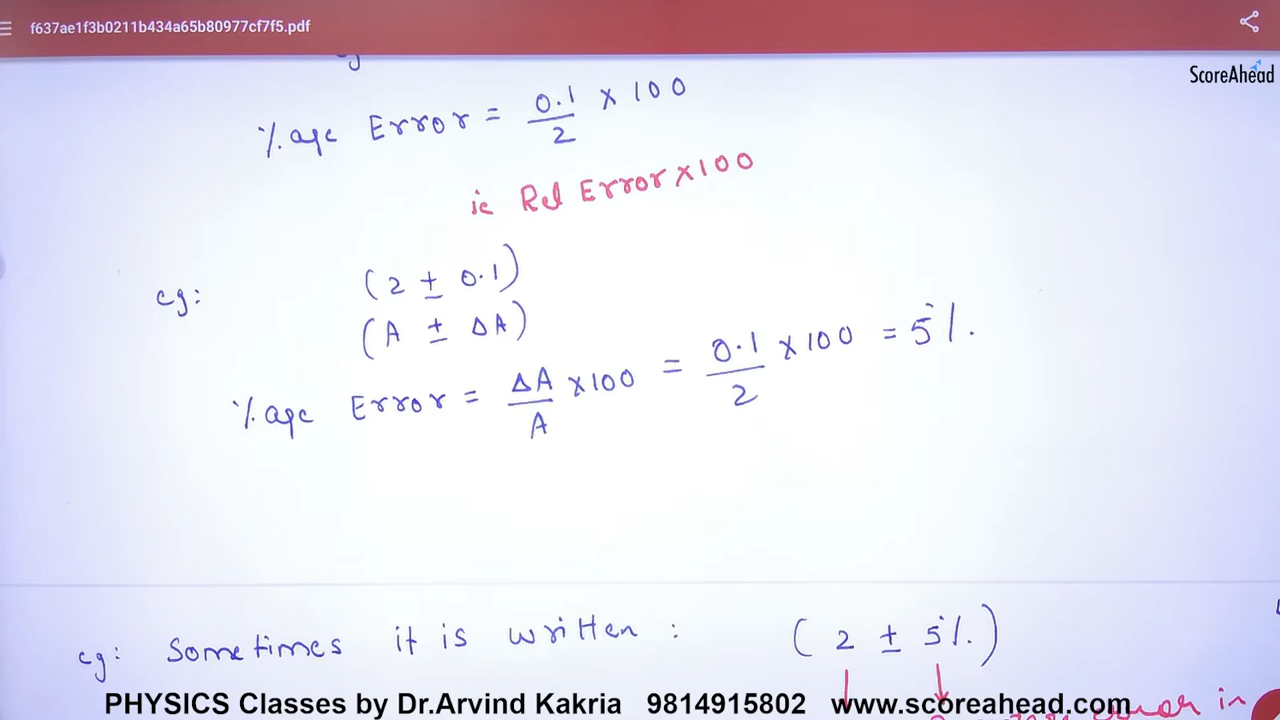 f637ae1f3b0211b434a65b80977cf7f5.pdf
ScoreAhead
%age Error = 0.1/2 × 100
ie Rel Error × 100
eg: (2 ± 0.1)
(A ± ΔA)
%age Error = ΔA/A × 100 = 0.1/2 × 100 = 5%.
eg: Sometimes it is written : (2 ± 5%.)
in
PHYSICS Classes by Dr.Arvind Kakria 9814915802 www.scoreahead.com